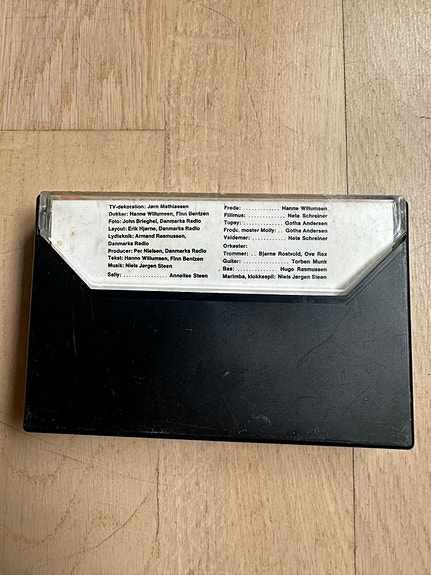 TV-dekoration: Jørn Mathiassen
Dukker: Hanne Willumsen, Finn Bentzen
Foto: John Brieghel, Danmarks Radio
Layout: Erik Hjørne, Danmarks Radio
Lydteknik: Armand Rasmussen,
Danmarks Radio
Producer: Per Nielsen, Danmarks Radio
Tekst: Hanne Willumsen, Finn Bentzen
Musik: Niels Jørgen Steen
Sally: .................... Annelise Steen
Frede: ............. Hanne Willumsen
Fillimus: ............. Nete Schreiner
Topsy: ............. Gotha Andersen
Frode, moster Molly: .. Gotha Andersen
Valdemar: ............. Nete Schreiner
Orkester:
Trommer: .. Bjarne Rostvold, Ove Rex
Guitar: ................ Torben Munk
Bas: ............... Hugo Rasmussen
Marimba, klokkespil: Niels Jørgen Steen